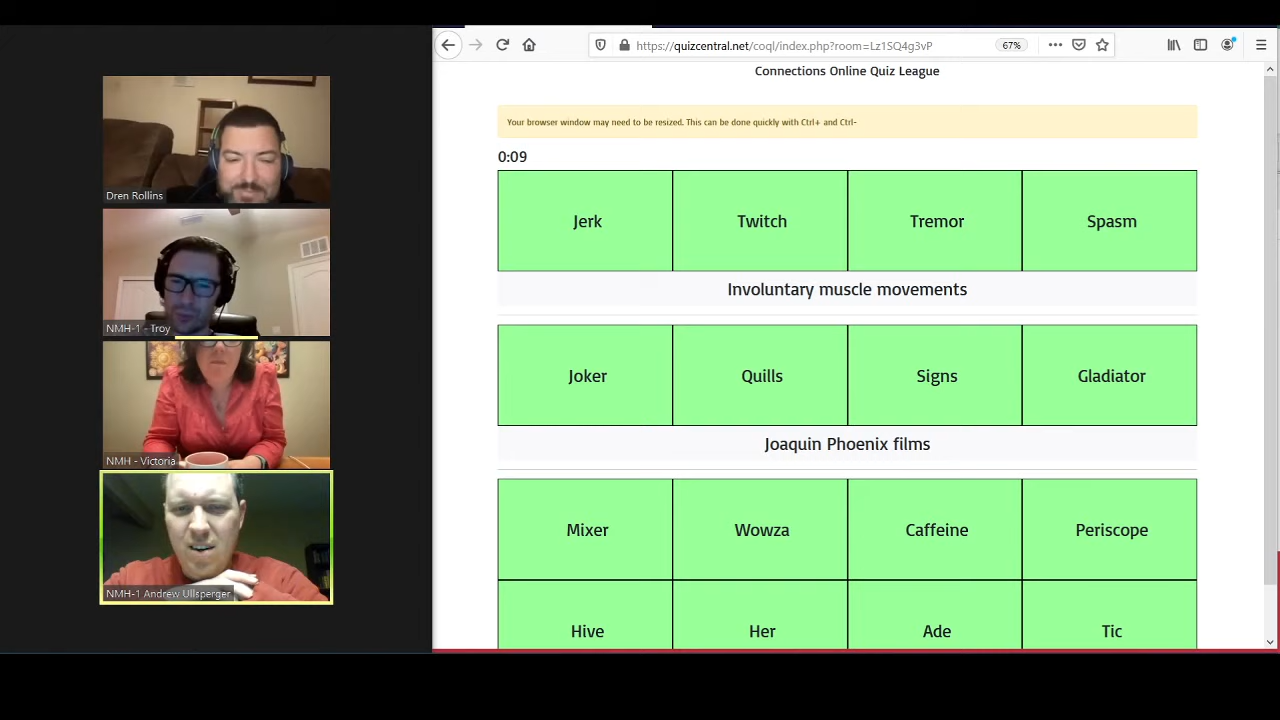 Dren Rollins
NMH-1 - Troy
NMH - Victoria
NMH-1 Andrew Ullsperger
https://quizcentral.net/coql/index.php?room=Lz1SQ4g3vP
67%
Connections Online Quiz League
Your browser window may need to be resized. This can be done quickly with Ctrl+ and Ctrl-
0:09
Jerk Twitch Tremor Spasm
Involuntary muscle movements
Joker Quills Signs Gladiator
Joaquin Phoenix films
Mixer Wowza Caffeine Periscope
Hive Her Ade Tic